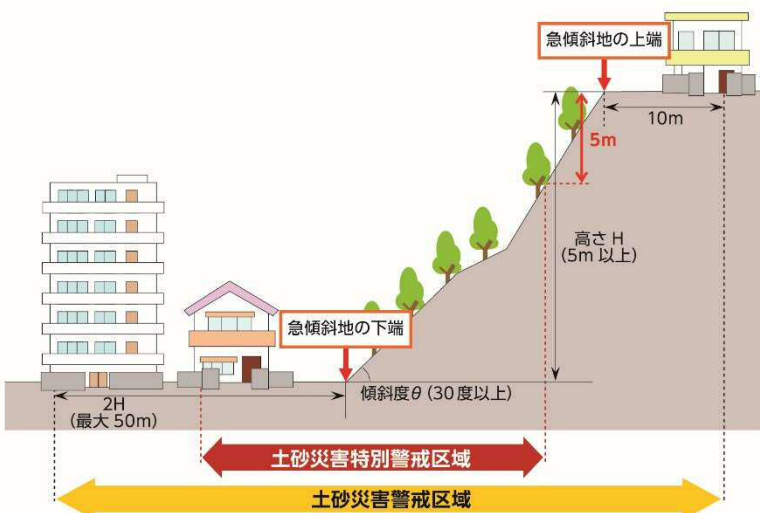 急傾斜地の上端
10m
5m
高さ H
(5m 以上)
急傾斜地の下端
傾斜度θ (30 度以上)
2H
(最大 50m)
土砂災害特別警戒区域
土砂災害警戒区域